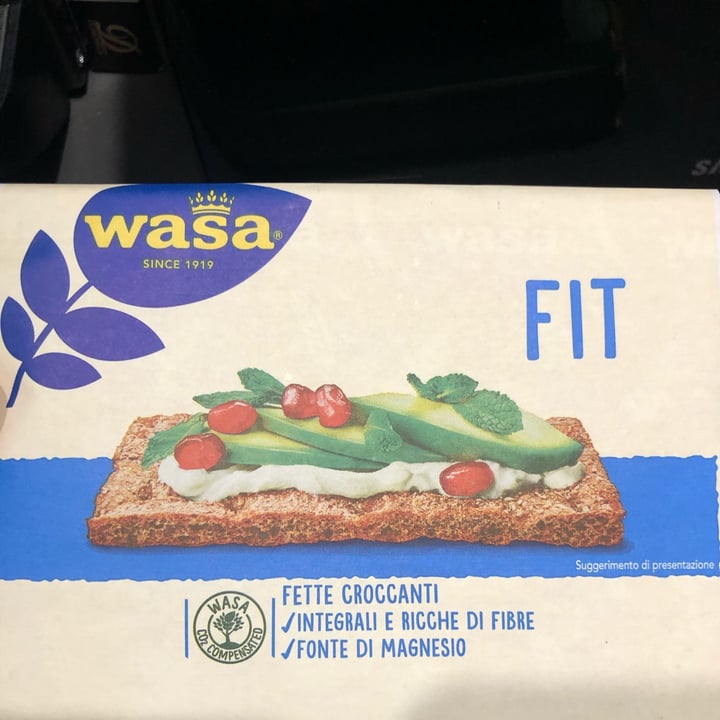 wasa®
SINCE 1919
FIT
Suggerimento di presentazione
WASA
CO2 COMPENSATED
FETTE CROCCANTI
✓INTEGRALI E RICCHE DI FIBRE
✓FONTE DI MAGNESIO